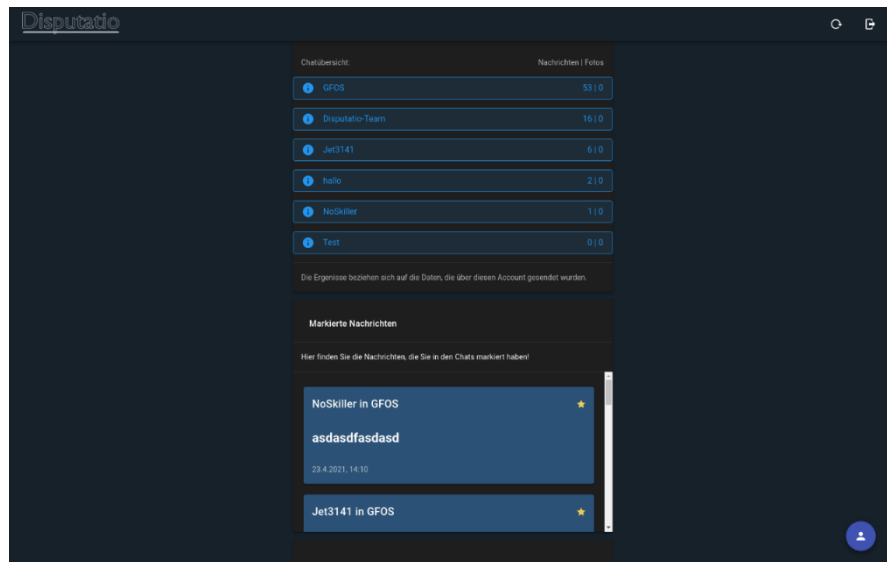 Disputatio
Chatübersicht: Nachrichten | Fotos
GFOS 53 | 0
Disputatio-Team 16 | 0
Jet3141 6 | 0
hallo 2 | 0
NoSkiller 1 | 0
Test 0 | 0
Die Ergenisse beziehen sich auf die Daten, die über diesen Account gesendet wurden.
Markierte Nachrichten
Hier finden Sie die Nachrichten, die Sie in den Chats markiert haben!
NoSkiller in GFOS
asdasdfasdasd
23.4.2021, 14:10
Jet3141 in GFOS